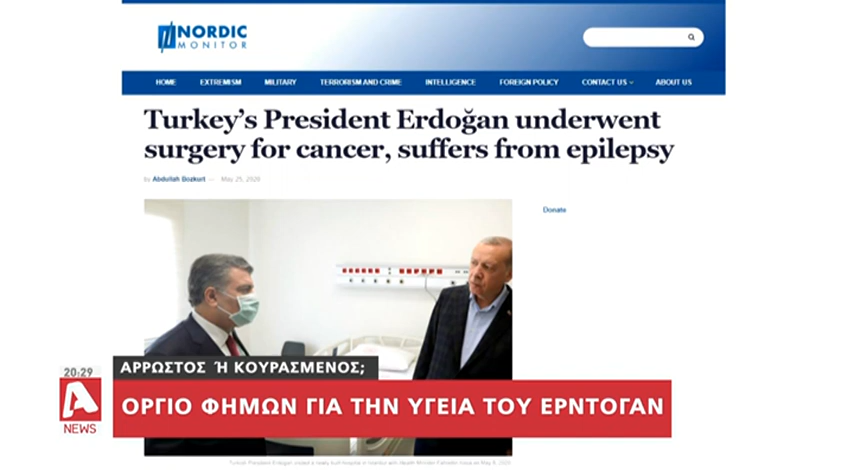 NORDIC
MONITOR
HOME EXTREMISM MILITARY TERRORISM AND CRIME INTELLIGENCE FOREIGN POLICY CONTACT US ABOUT US
Turkey's President Erdoğan underwent
surgery for cancer, suffers from epilepsy
by Abdullah Bozkurt — May 25, 2020
Donate
20:29
ΑΡΡΩΣΤΟΣ Ή ΚΟΥΡΑΣΜΕΝΟΣ;
A
NEWS
ΟΡΓΙΟ ΦΗΜΩΝ ΓΙΑ ΤΗΝ ΥΓΕΙΑ ΤΟΥ ΕΡΝΤΟΓΑΝ